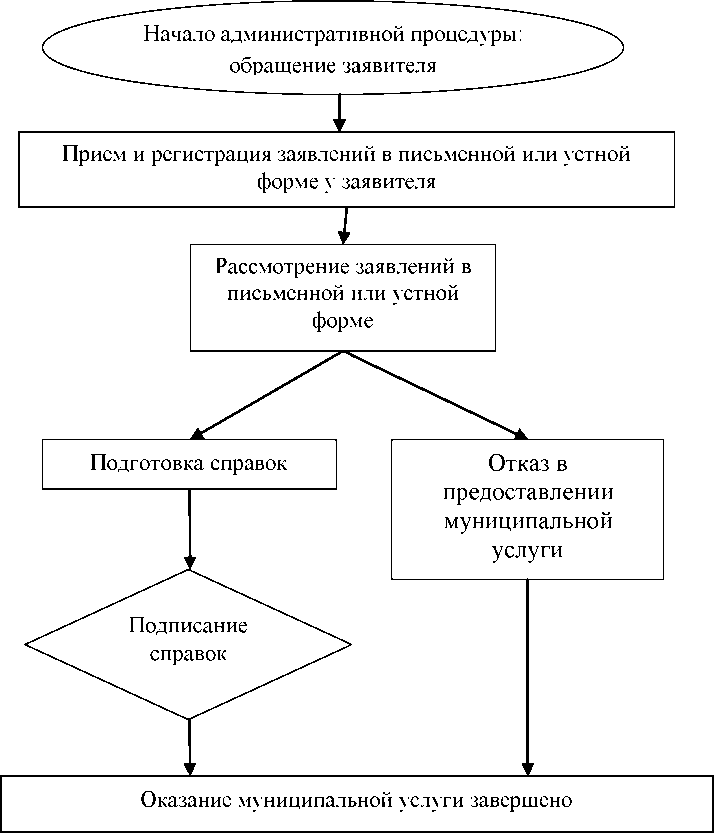 Начало административной процедуры:
обращение заявителя
Прием и регистрация заявлений в письменной или устной
форме у заявителя
Рассмотрение заявлений в
письменной или устной
форме
Подготовка справок
Отказ в
предоставлении
муниципальной
услуги
Подписание
справок
Оказание муниципальной услуги завершено